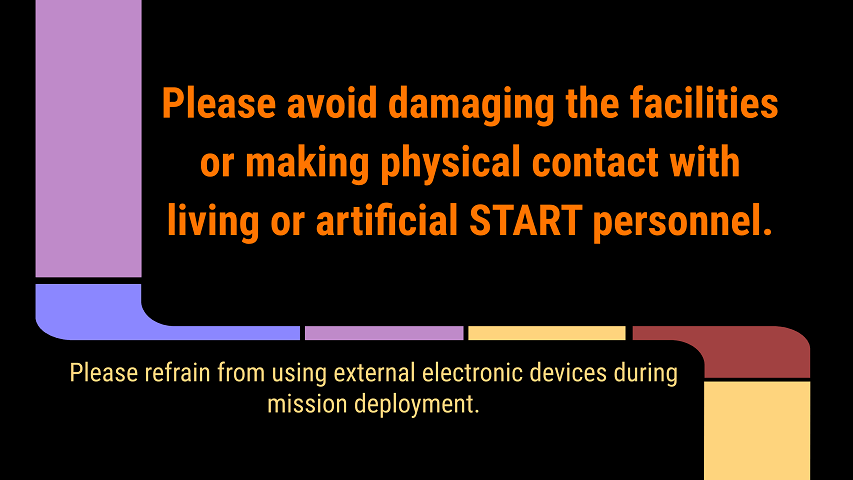 Please avoid damaging the facilities
or making physical contact with
living or artificial START personnel.
Please refrain from using external electronic devices during
mission deployment.